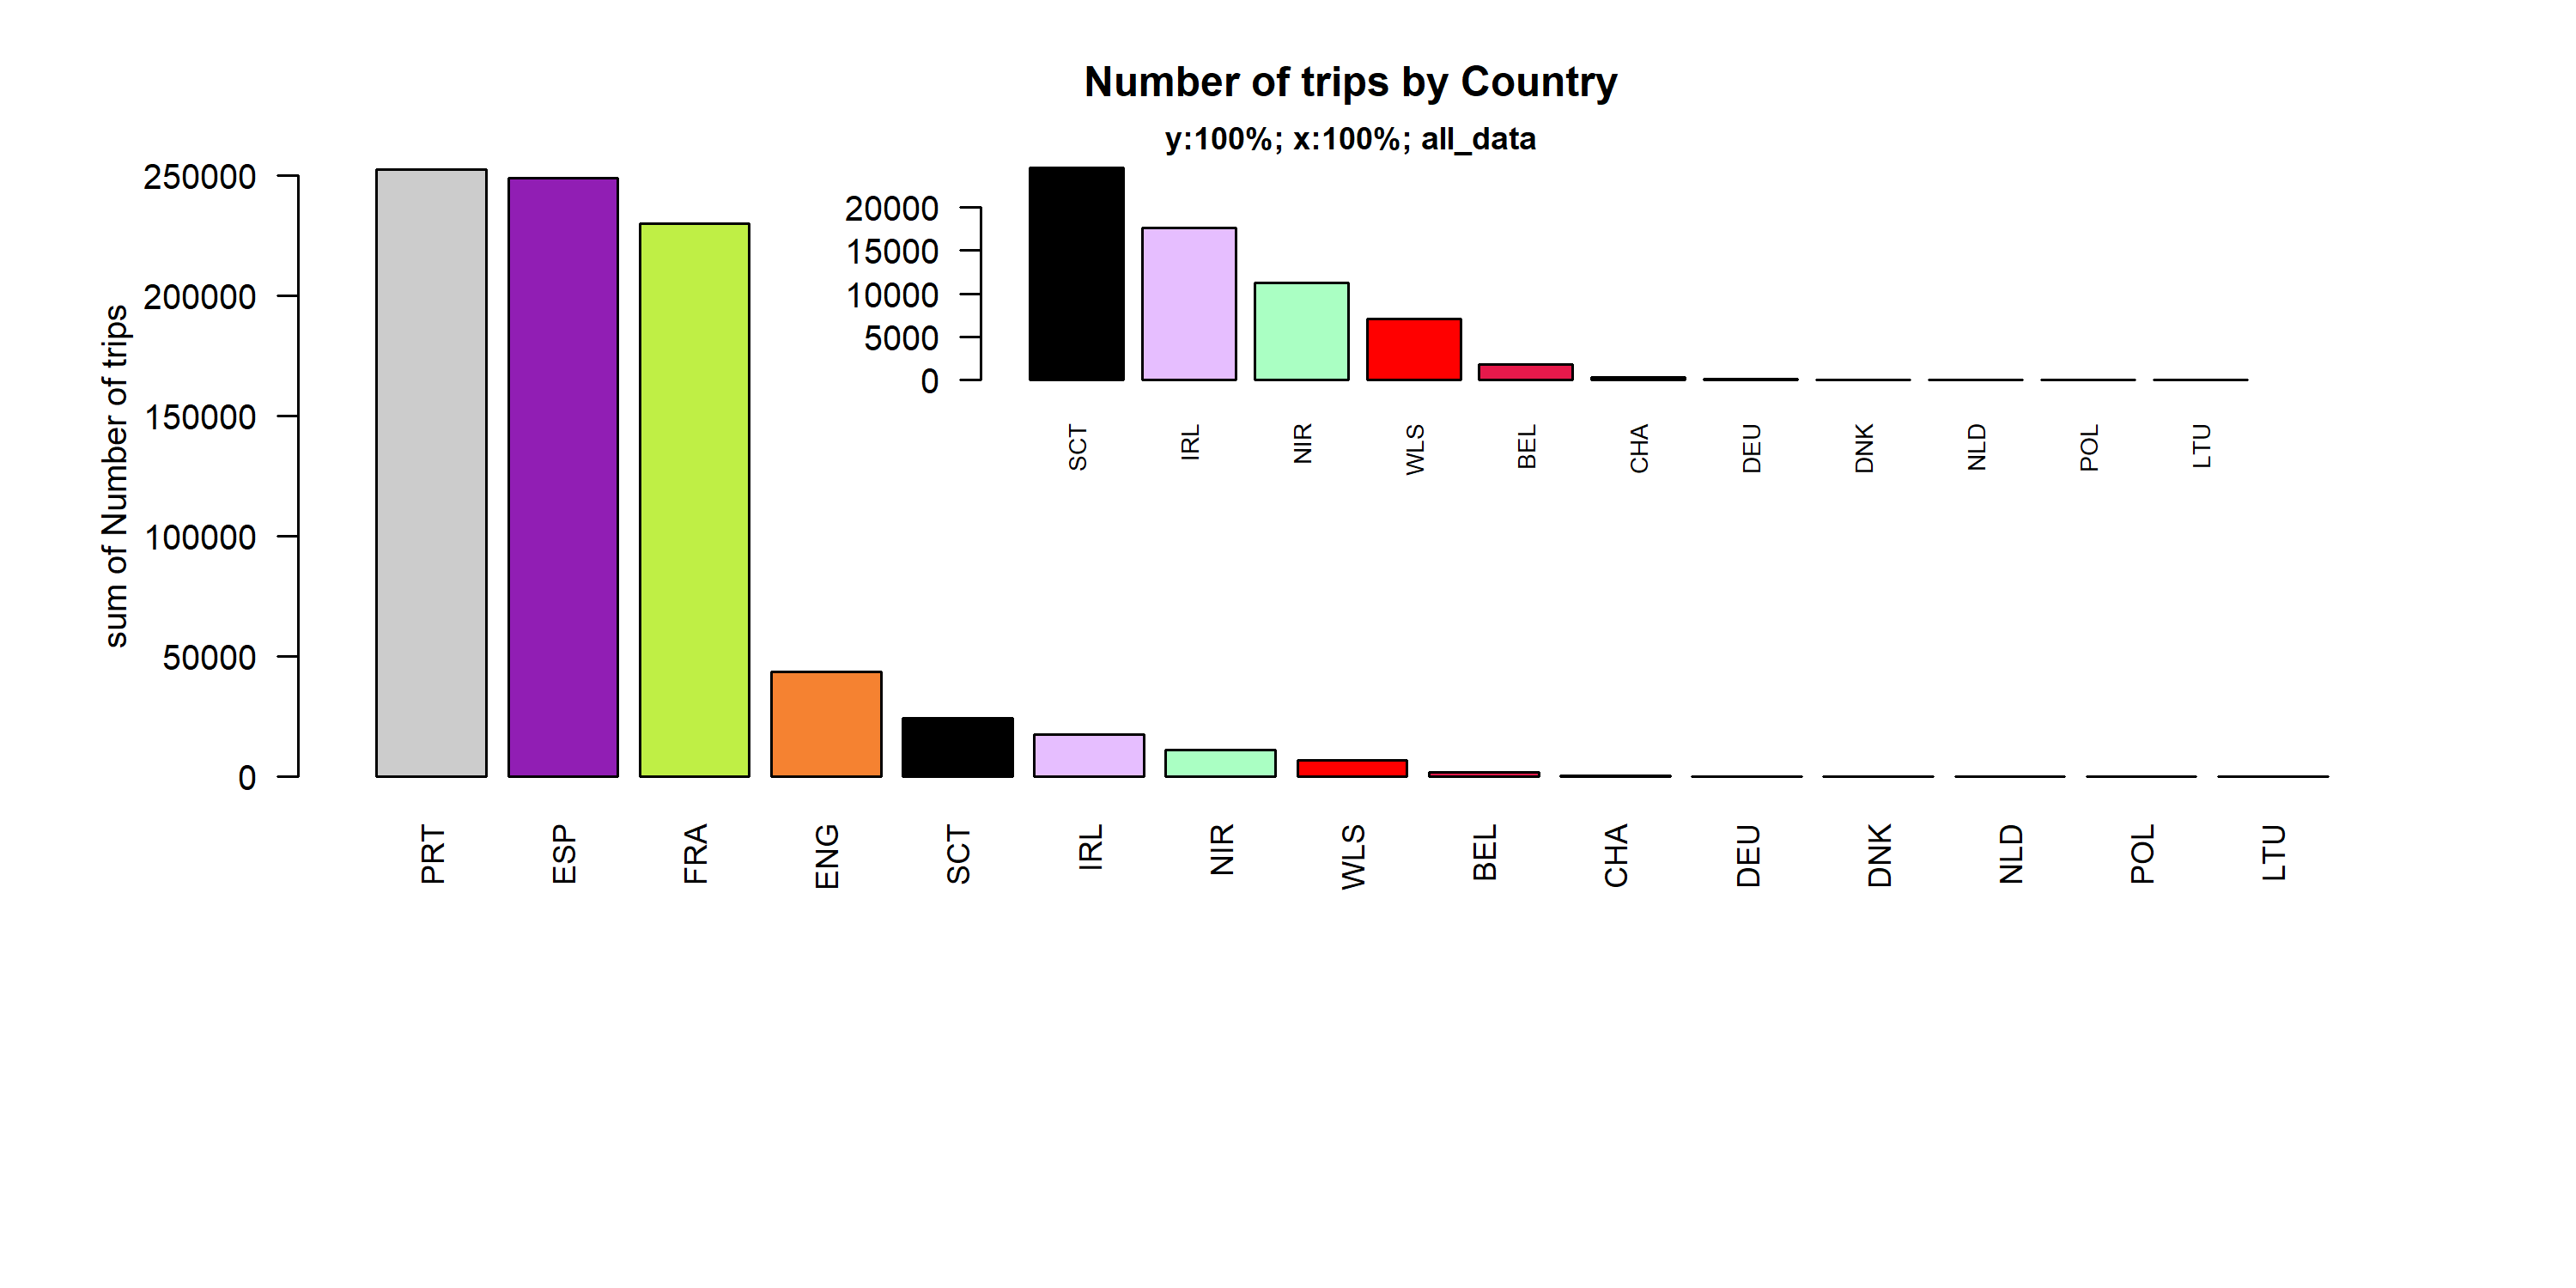 Number of trips by Country
y:100%; x:100%; all_data
sum of Number of trips
250000
200000
150000
100000
50000
0
20000
15000
10000
5000
0
SCT IRL NIR WLS BEL CHA DEU DNK NLD POL LTU
PRT ESP FRA ENG SCT IRL NIR WLS BEL CHA DEU DNK NLD POL LTU